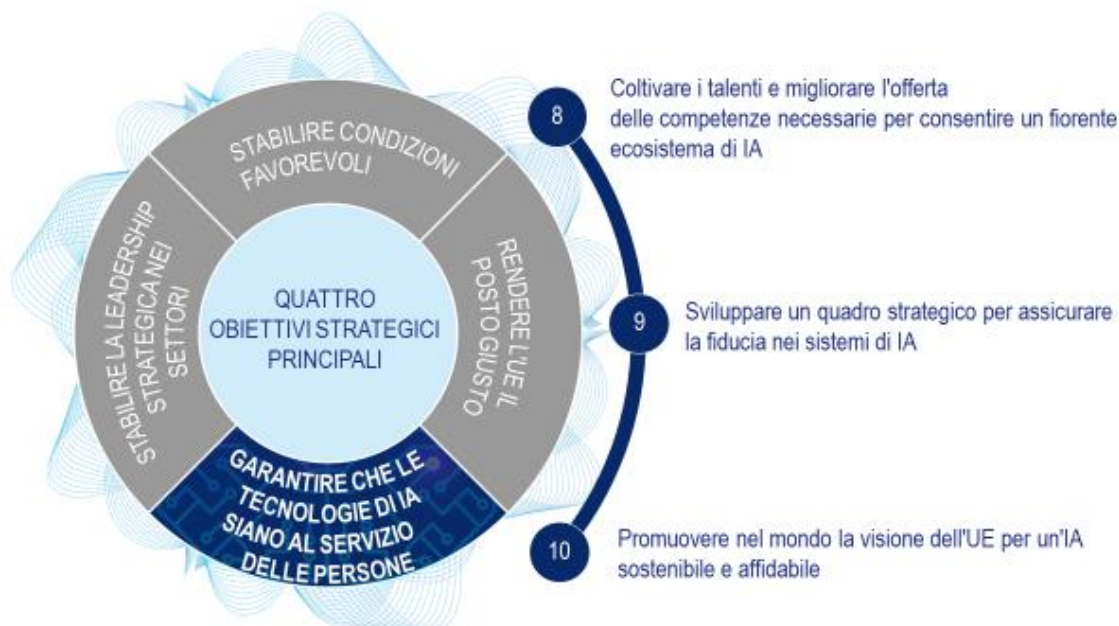 STABILIRE CONDIZIONI
FAVOREVOLI
STABILIRE LA LEADERSHIP
STRATEGICA NEI
SETTORI
QUATTRO
OBIETTIVI STRATEGICI
PRINCIPALI
RENDERE L'UE IL
POSTO GIUSTO
GARANTIRE CHE LE
TECNOLOGIE DI IA
SIANO AL SERVIZIO
DELLE PERSONE
8
Coltivare i talenti e migliorare l'offerta
delle competenze necessarie per consentire un fiorente
ecosistema di IA
9
Sviluppare un quadro strategico per assicurare
la fiducia nei sistemi di IA
10
Promuovere nel mondo la visione dell'UE per un'IA
sostenibile e affidabile